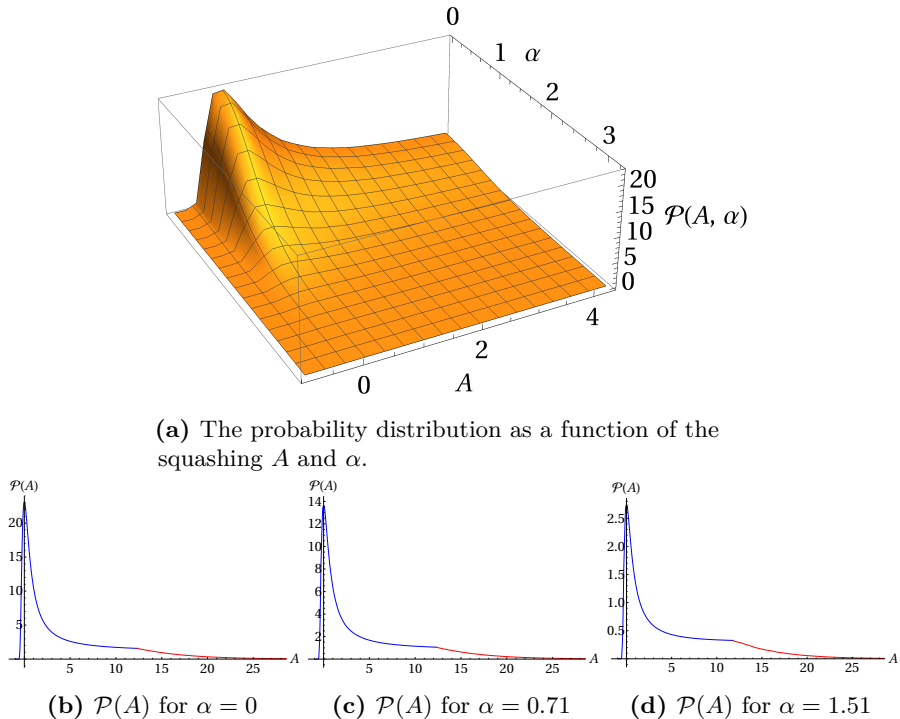 0
1 α
2
3
20
15 𝒫(A, α)
10
5
0
0 2 4
A
(a) The probability distribution as a function of the
squashing A and α.
𝒫(A)
20
15
10
5
5 10 15 20 25 A
(b) 𝒫(A) for α = 0
𝒫(A)
14
12
10
8
6
4
2
5 10 15 20 25 A
(c) 𝒫(A) for α = 0.71
𝒫(A)
2.5
2.0
1.5
1.0
0.5
5 10 15 20 25 A
(d) 𝒫(A) for α = 1.51